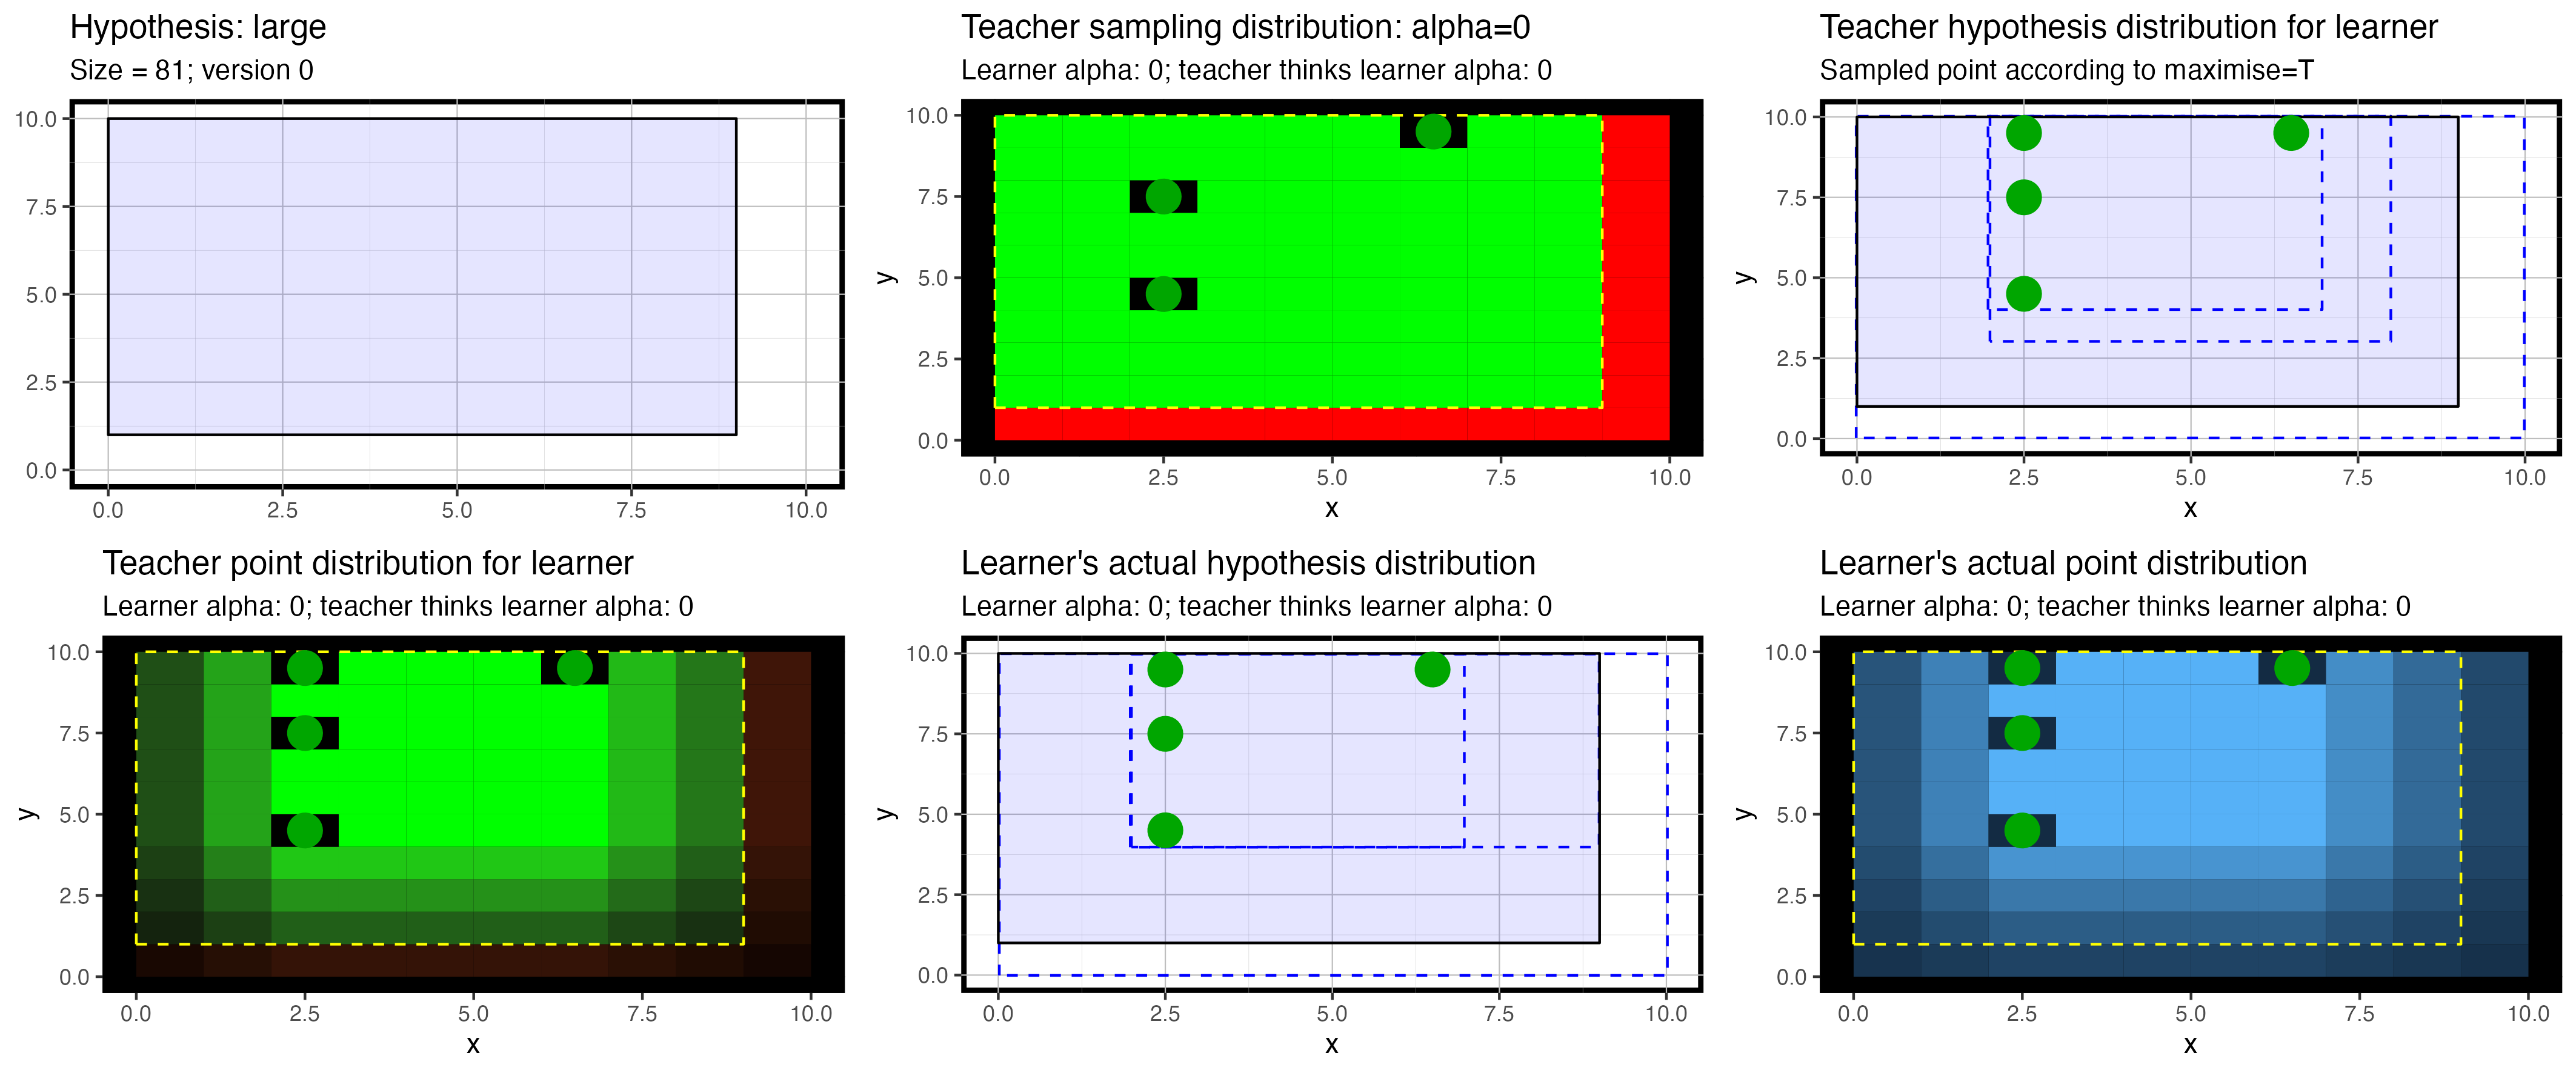 Hypothesis: large
Size = 81; version 0
10.0
7.5
5.0
2.5
0.0
0.0 2.5 5.0 7.5 10.0
Teacher sampling distribution: alpha=0
Learner alpha: 0; teacher thinks learner alpha: 0
y
10.0
7.5
5.0
2.5
0.0
0.0 2.5 5.0 7.5 10.0
x
Teacher hypothesis distribution for learner
Sampled point according to maximise=T
y
10.0
7.5
5.0
2.5
0.0
0.0 2.5 5.0 7.5 10.0
x
Teacher point distribution for learner
Learner alpha: 0; teacher thinks learner alpha: 0
y
10.0
7.5
5.0
2.5
0.0
0.0 2.5 5.0 7.5 10.0
x
Learner's actual hypothesis distribution
Learner alpha: 0; teacher thinks learner alpha: 0
y
10.0
7.5
5.0
2.5
0.0
0.0 2.5 5.0 7.5 10.0
x
Learner's actual point distribution
Learner alpha: 0; teacher thinks learner alpha: 0
y
10.0
7.5
5.0
2.5
0.0
0.0 2.5 5.0 7.5 10.0
x